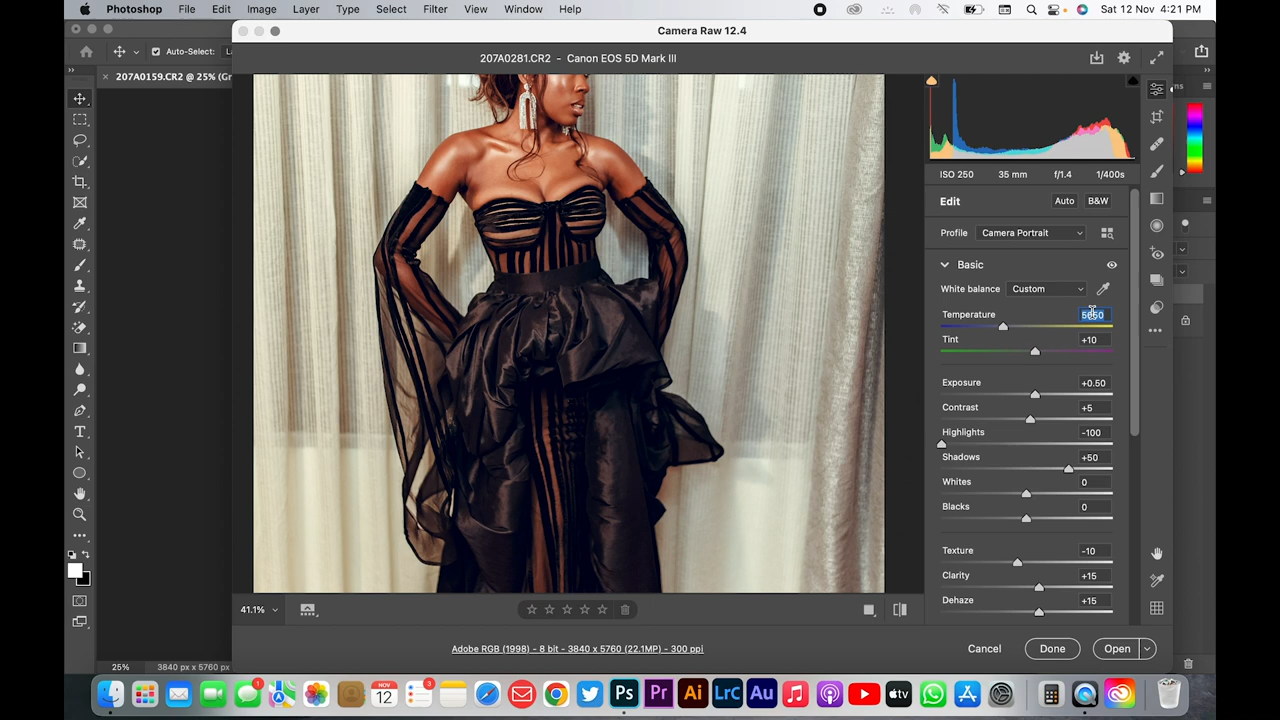 Photoshop File Edit Image Layer Type Select Filter View Window Help Sat 12 Nov 4:21 PM
Camera Raw 12.4
Auto-Select:
207A0281.CR2 - Canon EOS 5D Mark III
207A0159.CR2 @ 25% (Gr
ISO 250 35 mm f/1.4 1/400s
Edit Auto B&W
Profile Camera Portrait
Basic
White balance Custom
Temperature
Tint +10
Exposure +0.50
Contrast +5
Highlights -100
Shadows +50
Whites 0
Blacks 0
Texture -10
Clarity +15
Dehaze +15
41.1%
Adobe RGB (1998) - 8 bit - 3840 x 5760 (22.1MP) - 300 ppi
Cancel Done Open
25% 3840 px x 5760 px
NOV
12
1
3
Ps Pr Ai LrC Au tv